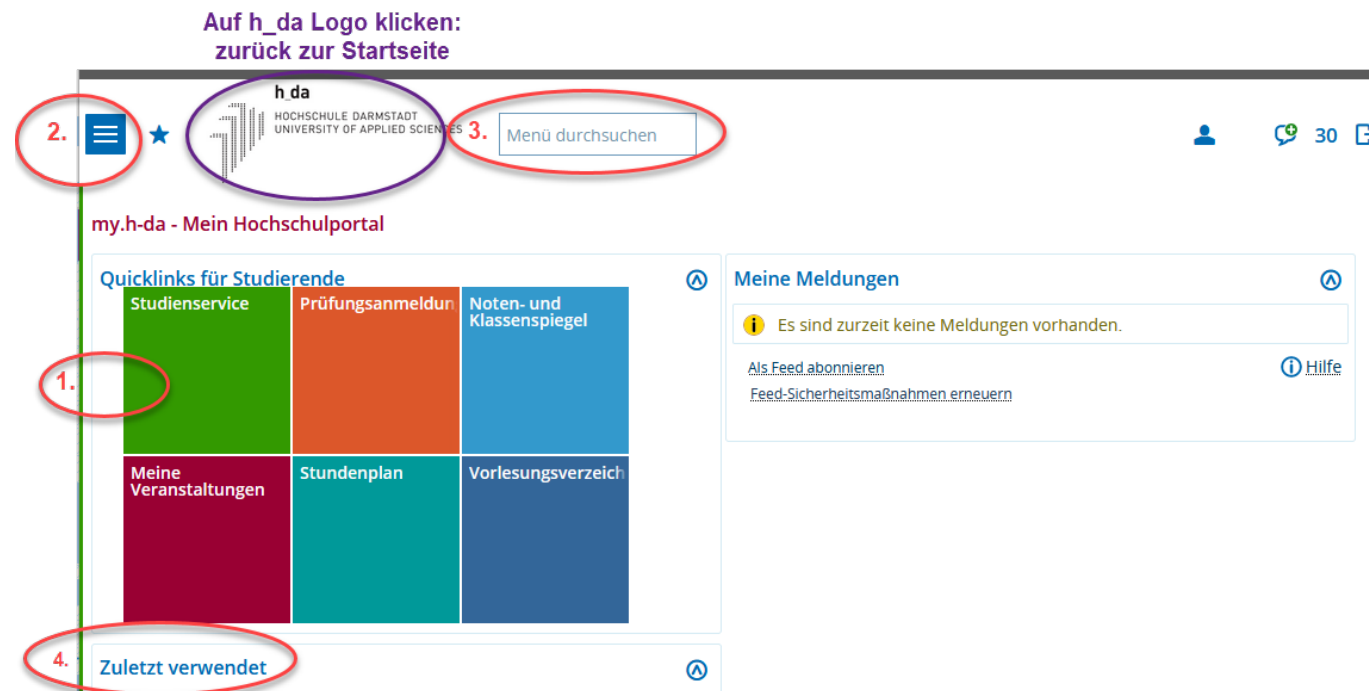 Auf h_da Logo klicken:
zurück zur Startseite
h_da
HOCHSCHULE DARMSTADT
UNIVERSITY OF APPLIED SCIENCES
2.
3.
Menü durchsuchen
30
my.h-da - Mein Hochschulportal
Quicklinks für Studierende
Meine Meldungen
Studienservice
Prüfungsanmeldun
Noten- und
Klassenspiegel
Es sind zurzeit keine Meldungen vorhanden.
Als Feed abonnieren
Hilfe
Feed-Sicherheitsmaßnahmen erneuern
1.
Meine
Veranstaltungen
Stundenplan
Vorlesungsverzeich
4.
Zuletzt verwendet